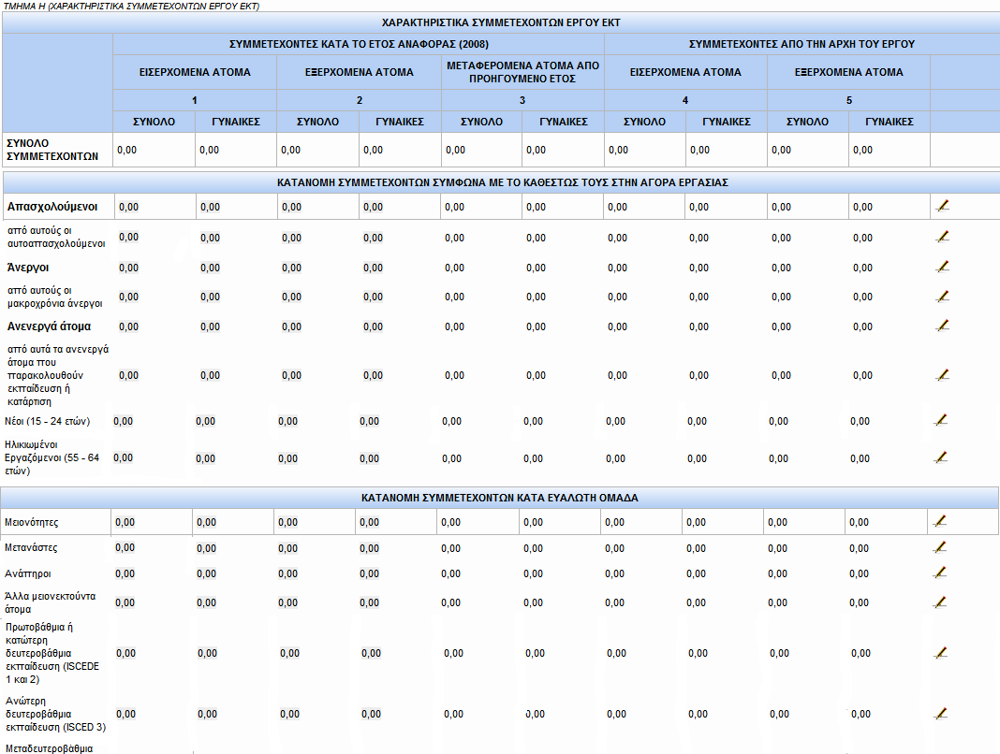 ΤΜΗΜΑ Η (ΧΑΡΑΚΤΗΡΙΣΤΙΚΑ ΣΥΜΜΕΤΕΧΟΝΤΩΝ ΕΡΓΟΥ ΕΚΤ)
ΧΑΡΑΚΤΗΡΙΣΤΙΚΑ ΣΥΜΜΕΤΕΧΟΝΤΩΝ ΕΡΓΟΥ ΕΚΤ
ΣΥΜΜΕΤΕΧΟΝΤΕΣ ΚΑΤΑ ΤΟ ΕΤΟΣ ΑΝΑΦΟΡΑΣ (2008) ΣΥΜΜΕΤΕΧΟΝΤΕΣ ΑΠΟ ΤΗΝ ΑΡΧΗ ΤΟΥ ΕΡΓΟΥ
ΕΙΣΕΡΧΟΜΕΝΑ ΑΤΟΜΑ ΕΞΕΡΧΟΜΕΝΑ ΑΤΟΜΑ ΜΕΤΑΦΕΡΟΜΕΝΑ ΑΤΟΜΑ ΑΠΟ
ΠΡΟΗΓΟΥΜΕΝΟ ΕΤΟΣ ΕΙΣΕΡΧΟΜΕΝΑ ΑΤΟΜΑ ΕΞΕΡΧΟΜΕΝΑ ΑΤΟΜΑ
1 2 3 4 5
ΣΥΝΟΛΟ ΓΥΝΑΙΚΕΣ ΣΥΝΟΛΟ ΓΥΝΑΙΚΕΣ ΣΥΝΟΛΟ ΓΥΝΑΙΚΕΣ ΣΥΝΟΛΟ ΓΥΝΑΙΚΕΣ ΣΥΝΟΛΟ ΓΥΝΑΙΚΕΣ
ΣΥΝΟΛΟ
ΣΥΜΜΕΤΕΧΟΝΤΩΝ 0,00 0,00 0,00 0,00 0,00 0,00 0,00 0,00 0,00 0,00
ΚΑΤΑΝΟΜΗ ΣΥΜΜΕΤΕΧΟΝΤΩΝ ΣΥΜΦΩΝΑ ΜΕ ΤΟ ΚΑΘΕΣΤΩΣ ΤΟΥΣ ΣΤΗΝ ΑΓΟΡΑ ΕΡΓΑΣΙΑΣ
Απασχολούμενοι 0,00 0,00 0,00 0,00 0,00 0,00 0,00 0,00 0,00 0,00
από αυτούς οι
αυτοαπασχολούμενοι 0,00 0,00 0,00 0,00 0,00 0,00 0,00 0,00 0,00 0,00
Άνεργοι 0,00 0,00 0,00 0,00 0,00 0,00 0,00 0,00 0,00 0,00
από αυτούς οι
μακροχρόνια άνεργοι 0,00 0,00 0,00 0,00 0,00 0,00 0,00 0,00 0,00 0,00
Ανενεργά άτομα 0,00 0,00 0,00 0,00 0,00 0,00 0,00 0,00 0,00 0,00
από αυτά τα ανενεργά
άτομα που
παρακολουθούν 0,00 0,00 0,00 0,00 0,00 0,00 0,00 0,00 0,00 0,00
εκπαίδευση ή
κατάρτιση
Νέοι (15 - 24 ετών) 0,00 0,00 0,00 0,00 0,00 0,00 0,00 0,00 0,00 0,00
Ηλικιωμένοι
Εργαζόμενοι (55 - 64 0,00 0,00 0,00 0,00 0,00 0,00 0,00 0,00 0,00 0,00
ετών)
ΚΑΤΑΝΟΜΗ ΣΥΜΜΕΤΕΧΟΝΤΩΝ ΚΑΤΑ ΕΥΑΛΩΤΗ ΟΜΑΔΑ
Μειονότητες 0,00 0,00 0,00 0,00 0,00 0,00 0,00 0,00 0,00 0,00
Μετανάστες 0,00 0,00 0,00 0,00 0,00 0,00 0,00 0,00 0,00 0,00
Ανάπηροι 0,00 0,00 0,00 0,00 0,00 0,00 0,00 0,00 0,00 0,00
Άλλα μειονεκτούντα
άτομα 0,00 0,00 0,00 0,00 0,00 0,00 0,00 0,00 0,00 0,00
Πρωτοβάθμια ή
κατώτερη
δευτεροβάθμια 0,00 0,00 0,00 0,00 0,00 0,00 0,00 0,00 0,00 0,00
εκπαίδευση (ISCEDE
1 και 2)
Ανώτερη
δευτεροβάθμια 0,00 0,00 0,00 0,00 0,00 0,00 0,00 0,00 0,00 0,00
εκπαίδευση (ISCED 3)
Μεταδευτεροβάθμια